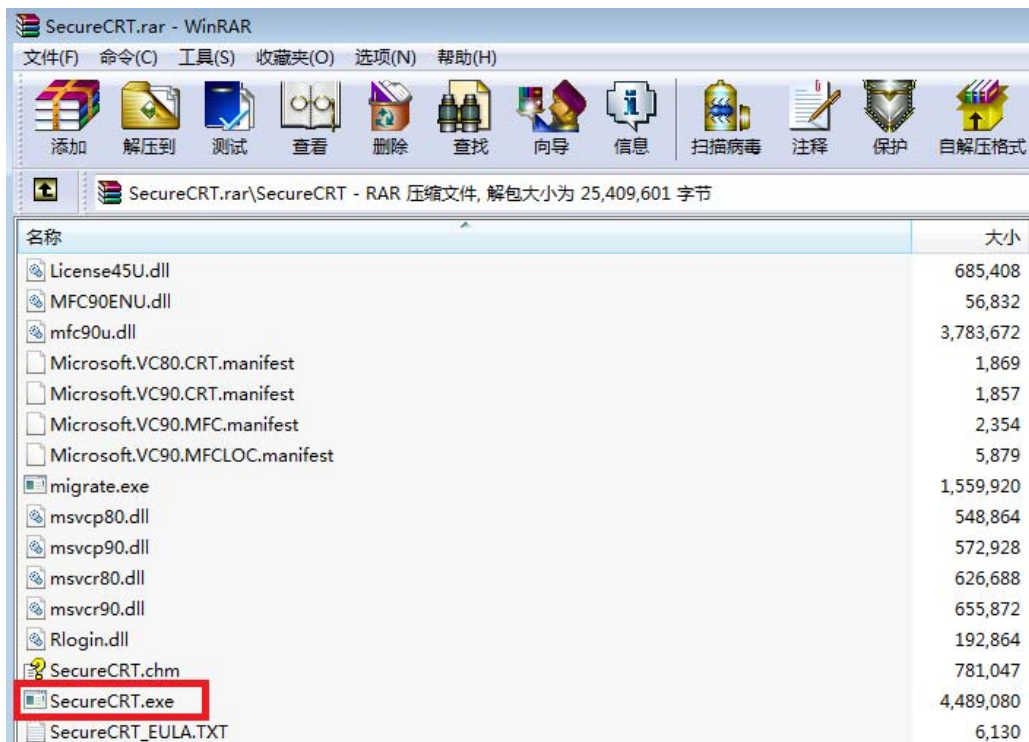 SecureCRT.rar - WinRAR
文件(F) 命令(C) 工具(S) 收藏夹(O) 选项(N) 帮助(H)
添加 解压到 测试 查看 删除 查找 向导 信息 扫描病毒 注释 保护 自解压格式
SecureCRT.rar\SecureCRT - RAR 压缩文件, 解包大小为 25,409,601 字节
名称 大小
License45U.dll 685,408
MFC90ENU.dll 56,832
mfc90u.dll 3,783,672
Microsoft.VC80.CRT.manifest 1,869
Microsoft.VC90.CRT.manifest 1,857
Microsoft.VC90.MFC.manifest 2,354
Microsoft.VC90.MFCLOC.manifest 5,879
migrate.exe 1,559,920
msvcp80.dll 548,864
msvcp90.dll 572,928
msvcr80.dll 626,688
msvcr90.dll 655,872
Rlogin.dll 192,864
SecureCRT.chm 781,047
SecureCRT.exe 4,489,080
SecureCRT_EULA.TXT 6,130